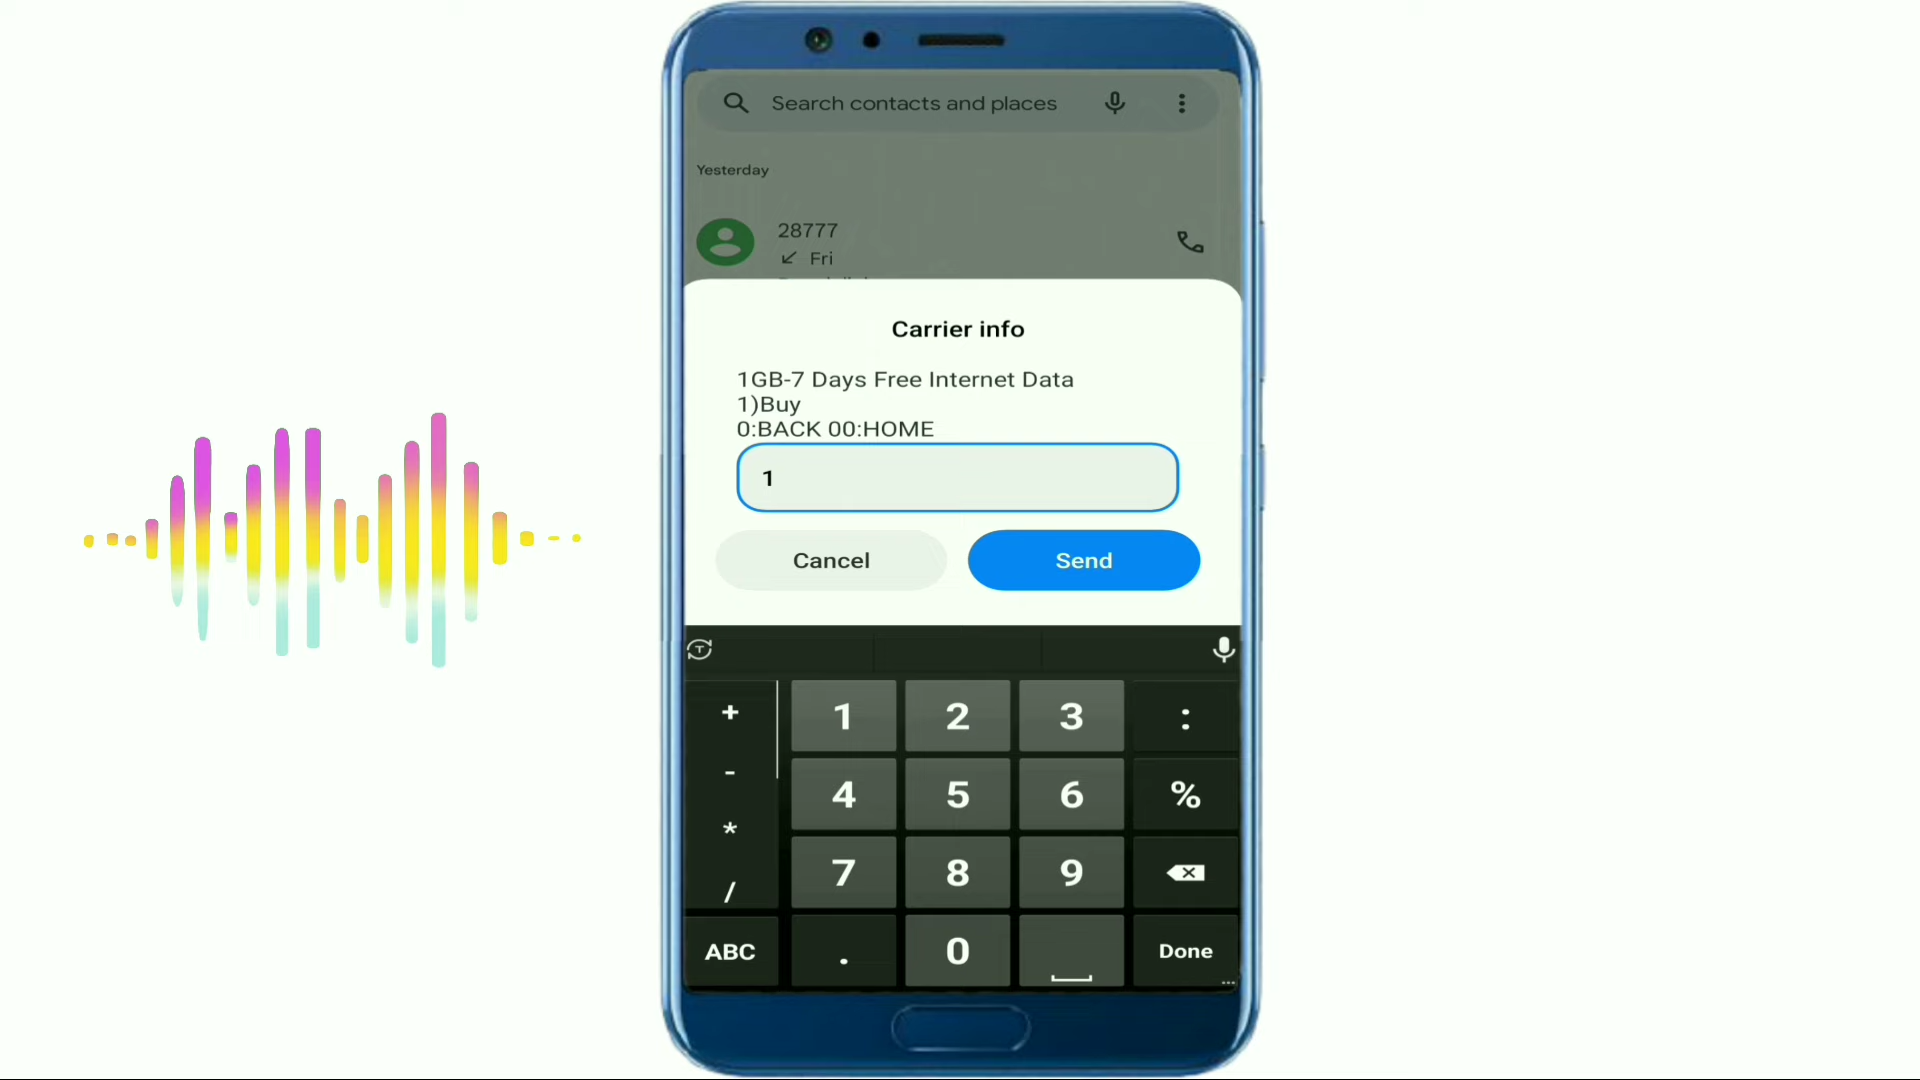 Search contacts and places
Yesterday
28777
Fri
Carrier info
1GB-7 Days Free Internet Data
1)Buy
0:BACK 00:HOME
1
Cancel Send
T
+ 1 2 3 :
- 4 5 6 %
* 7 8 9
/
ABC . 0 Done
...